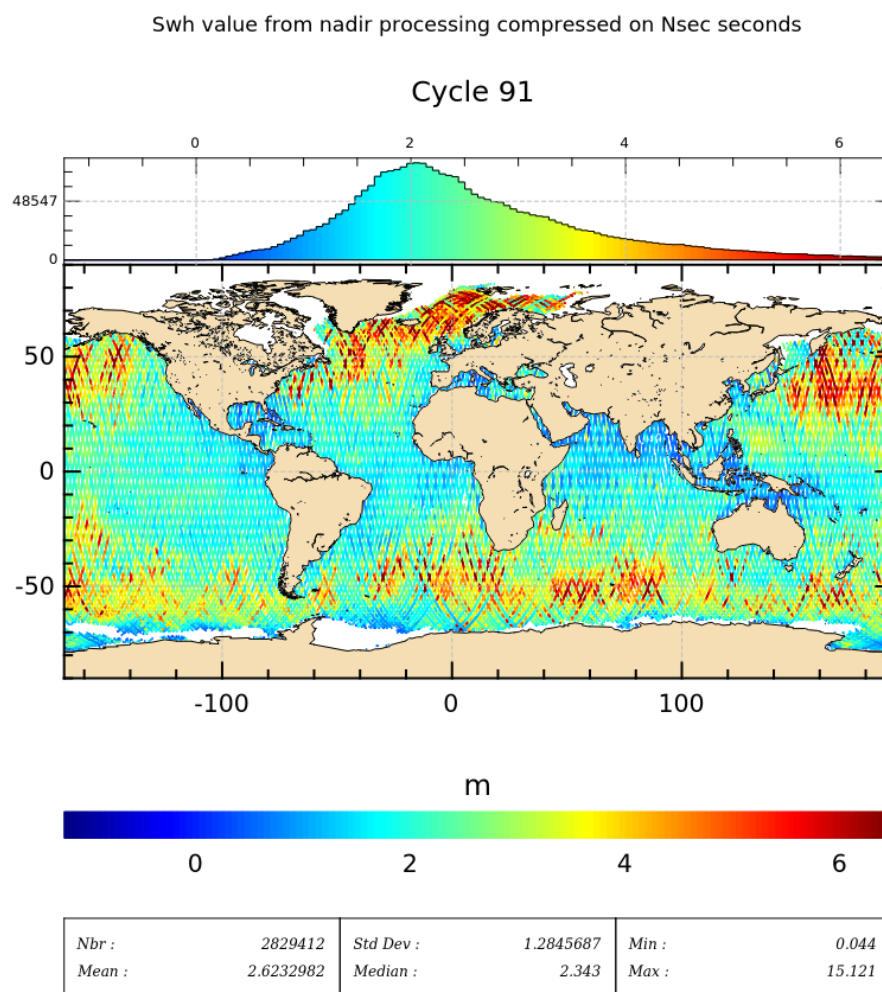 Swh value from nadir processing compressed on Nsec seconds
Cycle 91
0 2 4 6
48547
0
50
0
-50
-100 0 100
m
0 2 4 6
Nbr : 2829412 Std Dev : 1.2845687 Min : 0.044
Mean : 2.6232982 Median : 2.343 Max : 15.121